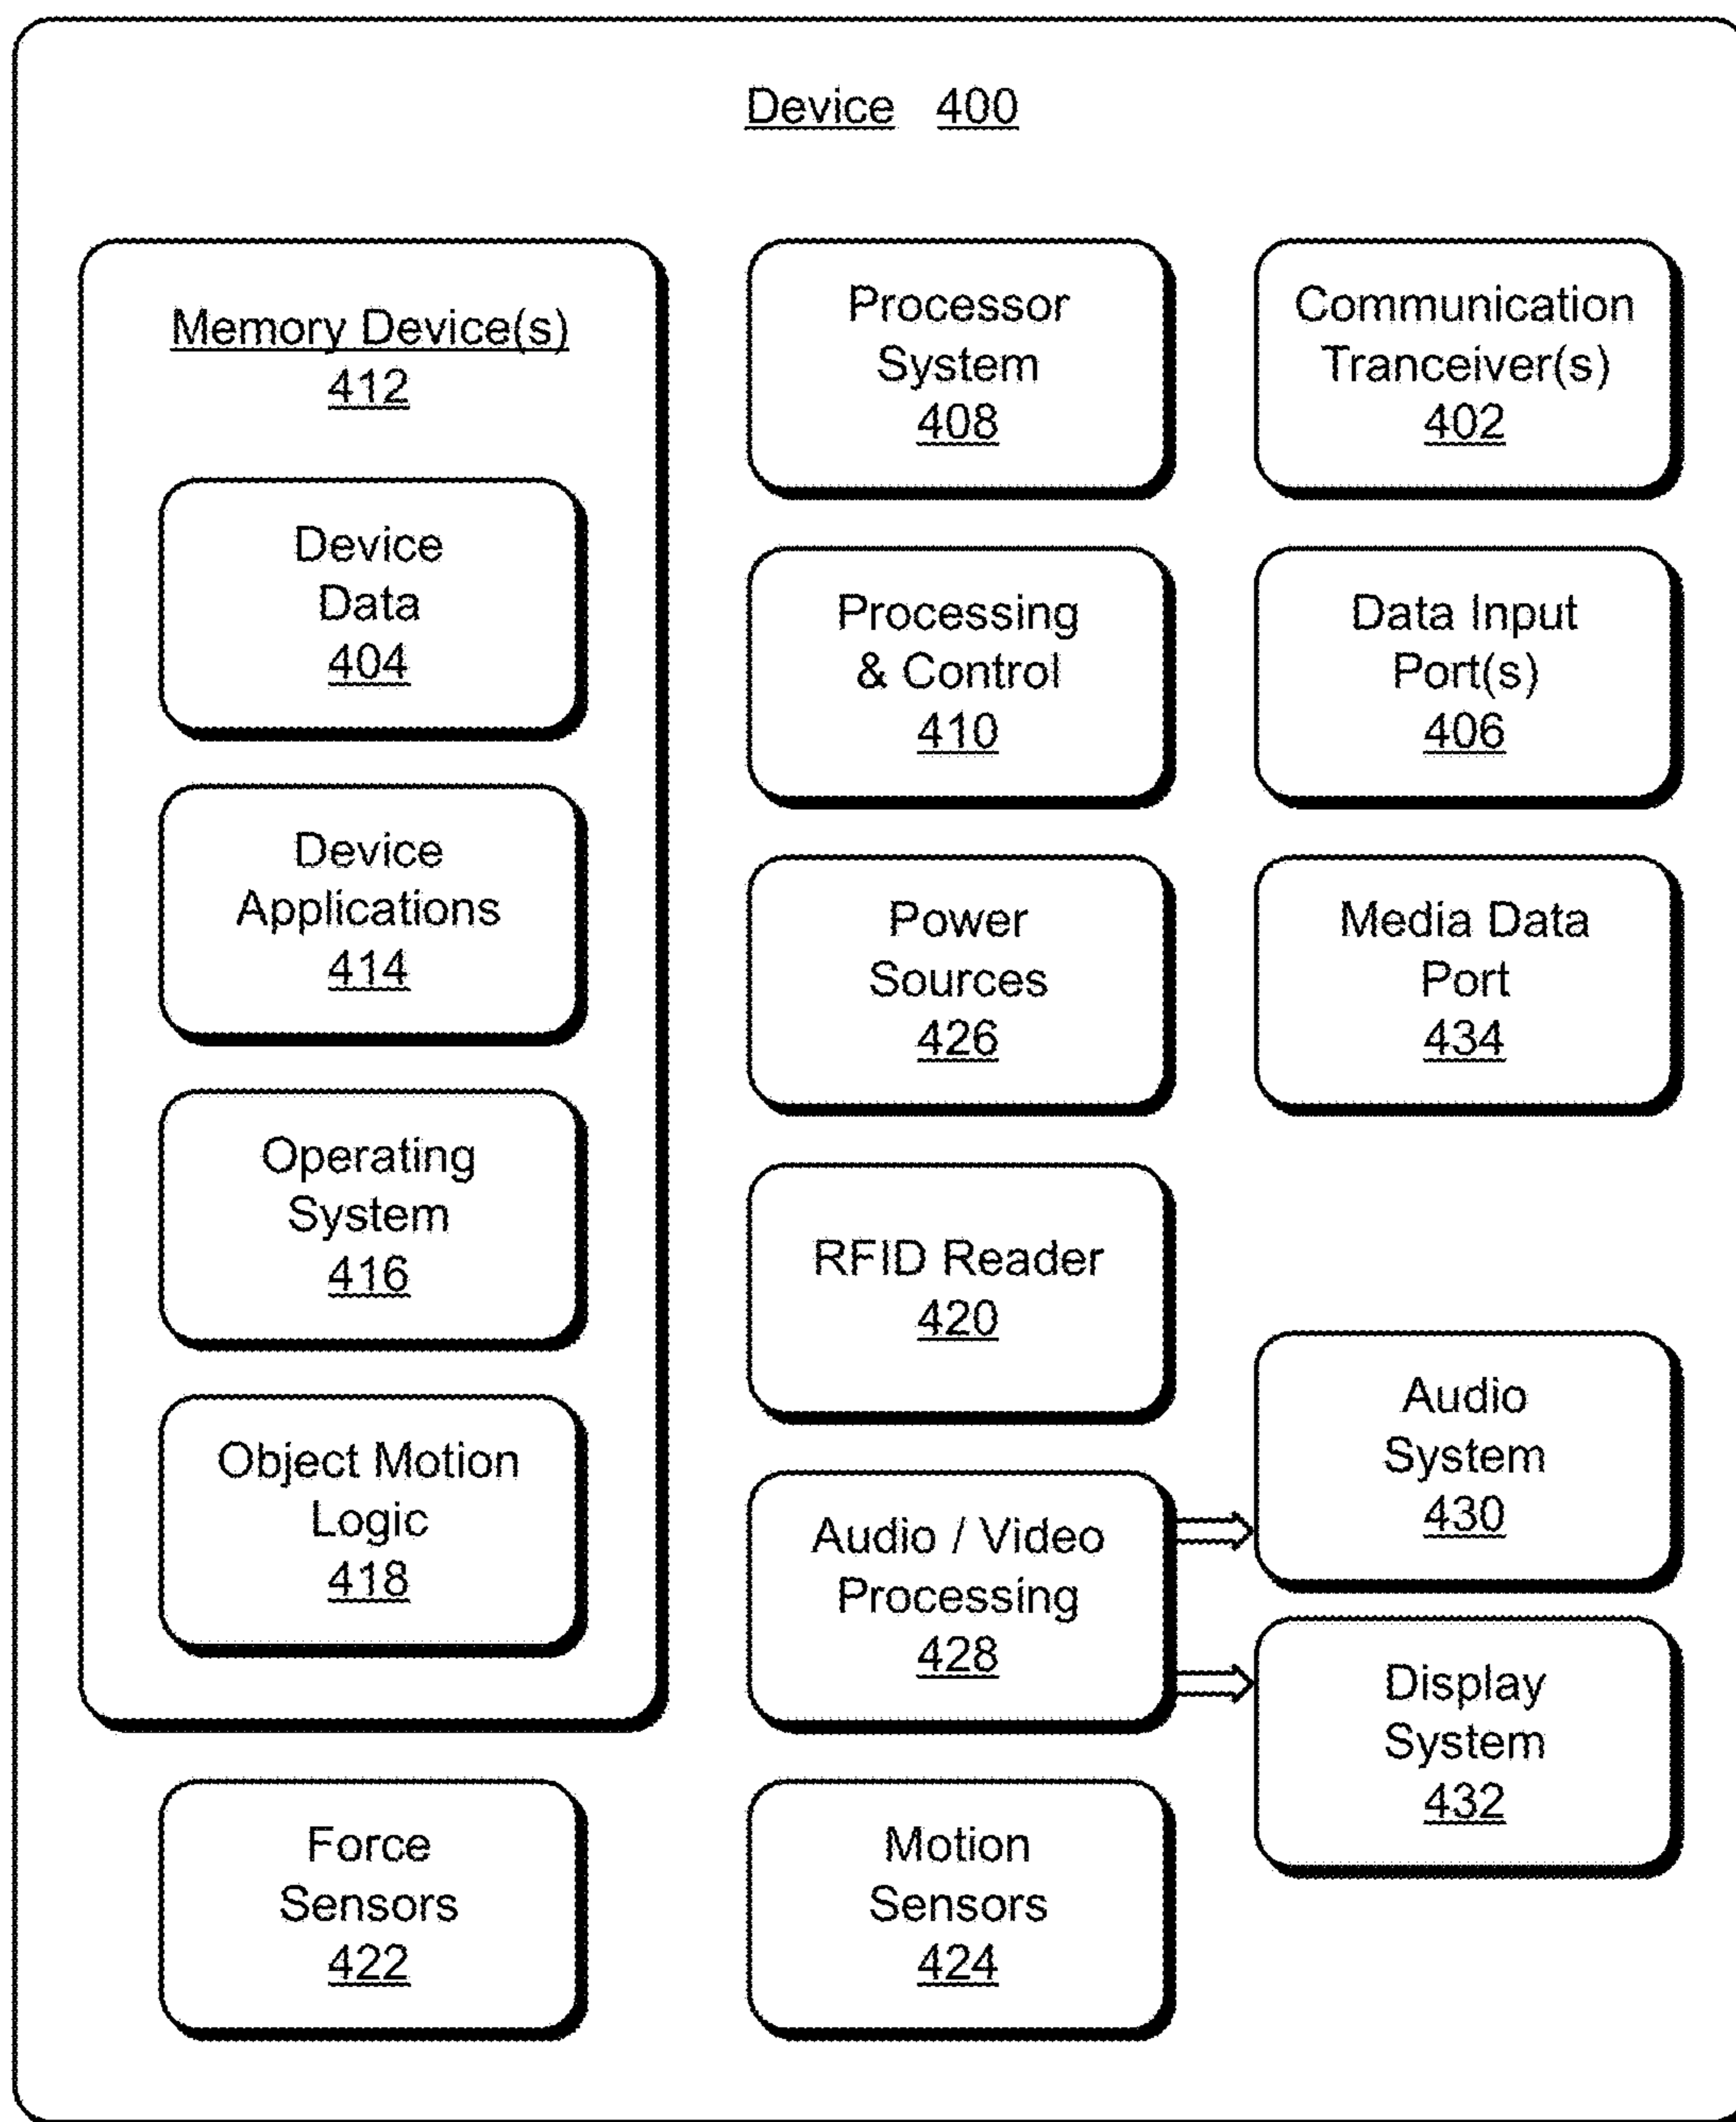 Device 400
Memory Device(s)
412
Device
Data
404
Device
Applications
414
Operating
System
416
Object Motion
Logic
418
Force
Sensors
422
Processor
System
408
Processing
& Control
410
Power
Sources
426
RFID Reader
420
Audio / Video
Processing
428
Motion
Sensors
424
Communication
Tranceiver(s)
402
Data Input
Port(s)
406
Media Data
Port
434
Audio
System
430
Display
System
432